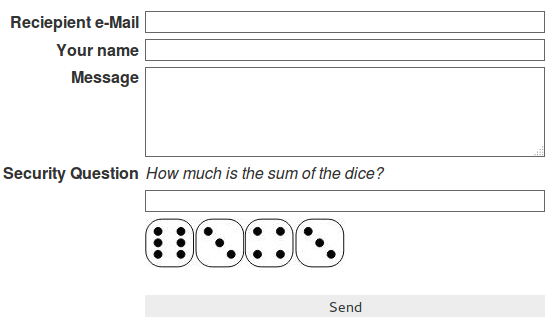 Reciepient e-Mail
Your name
Message
Security Question How much is the sum of the dice?
Send